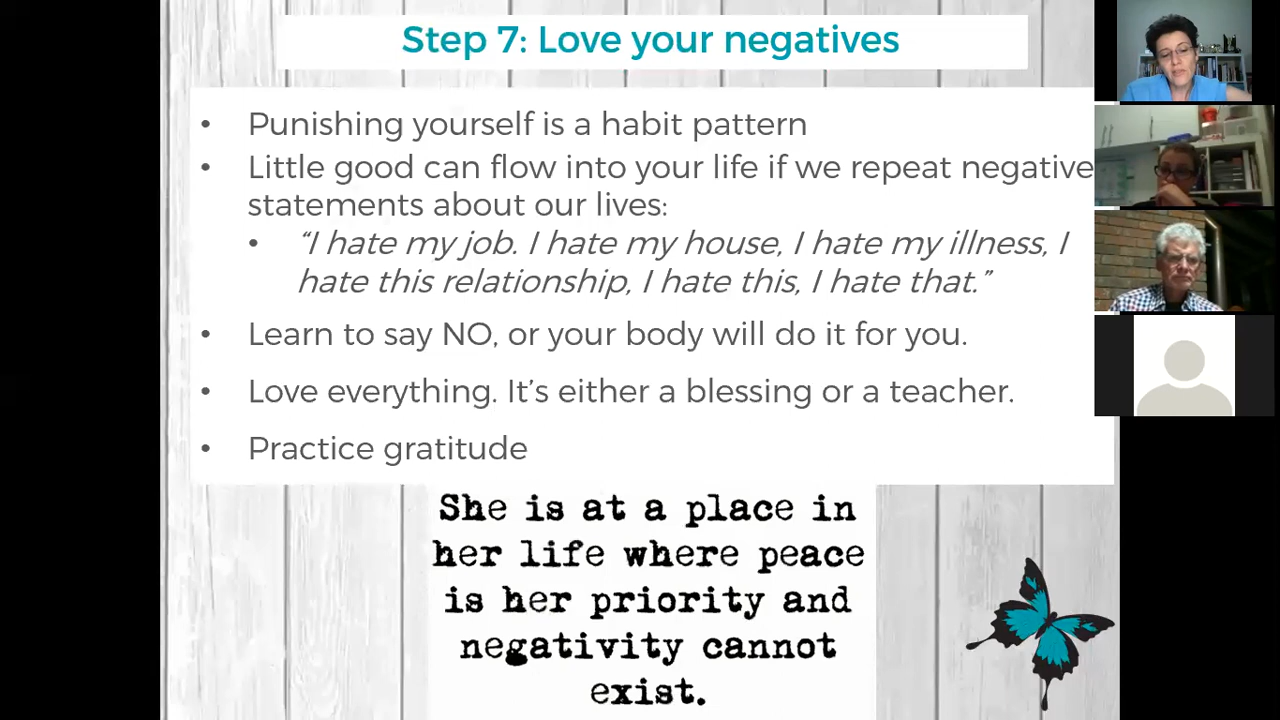 Step 7: Love your negatives
• Punishing yourself is a habit pattern
• Little good can flow into your life if we repeat negative
statements about our lives:
• “I hate my job. I hate my house, I hate my illness, I
hate this relationship, I hate this, I hate that.”
• Learn to say NO, or your body will do it for you.
• Love everything. It’s either a blessing or a teacher.
• Practice gratitude
She is at a place in
her life where peace
is her priority and
negativity cannot
exist.